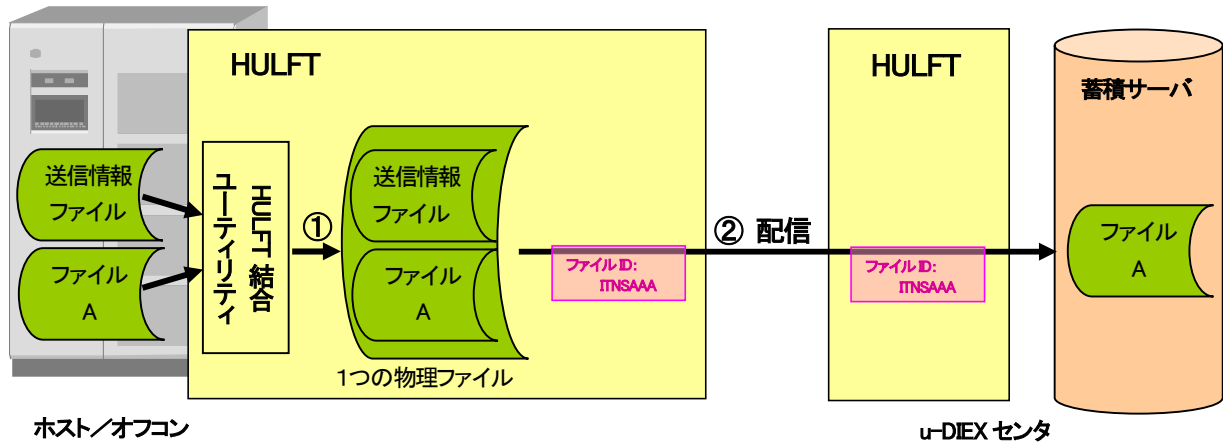 HULFT
HULFT
蓄積サーバ
送信情報
ファイル
ファイル
A
HULFT 結合
ユーティリティ
①
送信情報
ファイル
ファイル
A
1つの物理ファイル
② 配信
ファイル ID:
ITNSAAA
ファイル ID:
ITNSAAA
ファイル
A
ホスト／オフコン
u-DIEX センタ